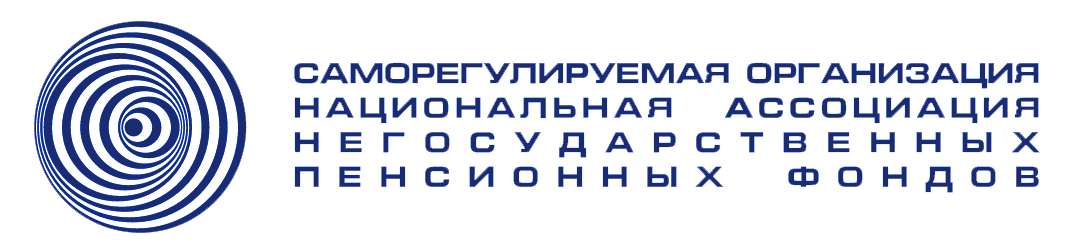 САМОРЕГУЛИРУЕМАЯ ОРГАНИЗАЦИЯ
НАЦИОНАЛЬНАЯ АССОЦИАЦИЯ
НЕГОСУДАРСТВЕННЫХ
ПЕНСИОННЫХ ФОНДОВ